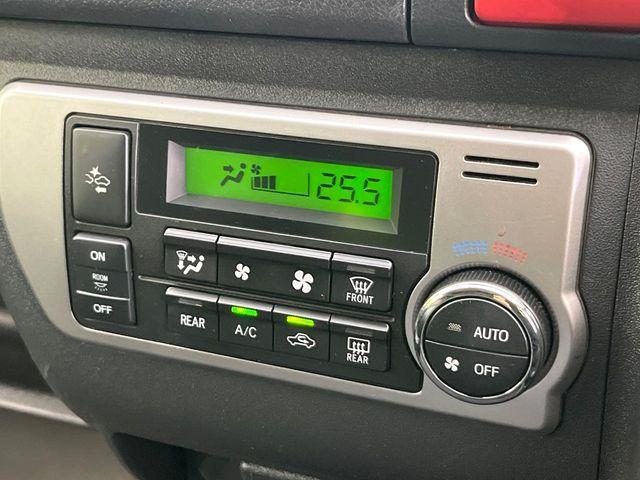 25.5
ON
ROOM
OFF
FRONT
REAR
A/C
REAR
AUTO
OFF